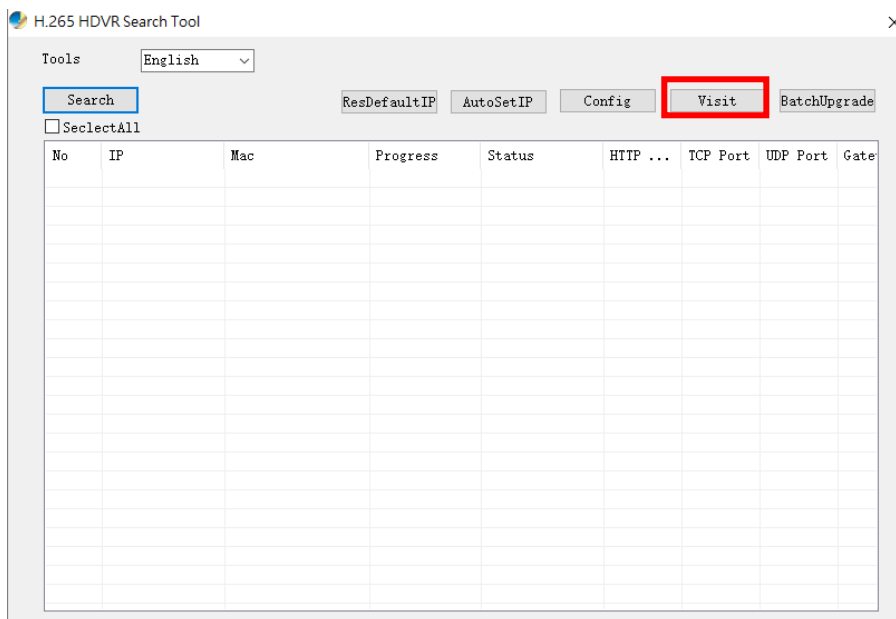 H.265 HDVR Search Tool
Tools English
Search ResDefaultIP AutoSetIP Config Visit BatchUpgrade
SeclectAll
No IP Mac Progress Status HTTP ... TCP Port UDP Port Gate